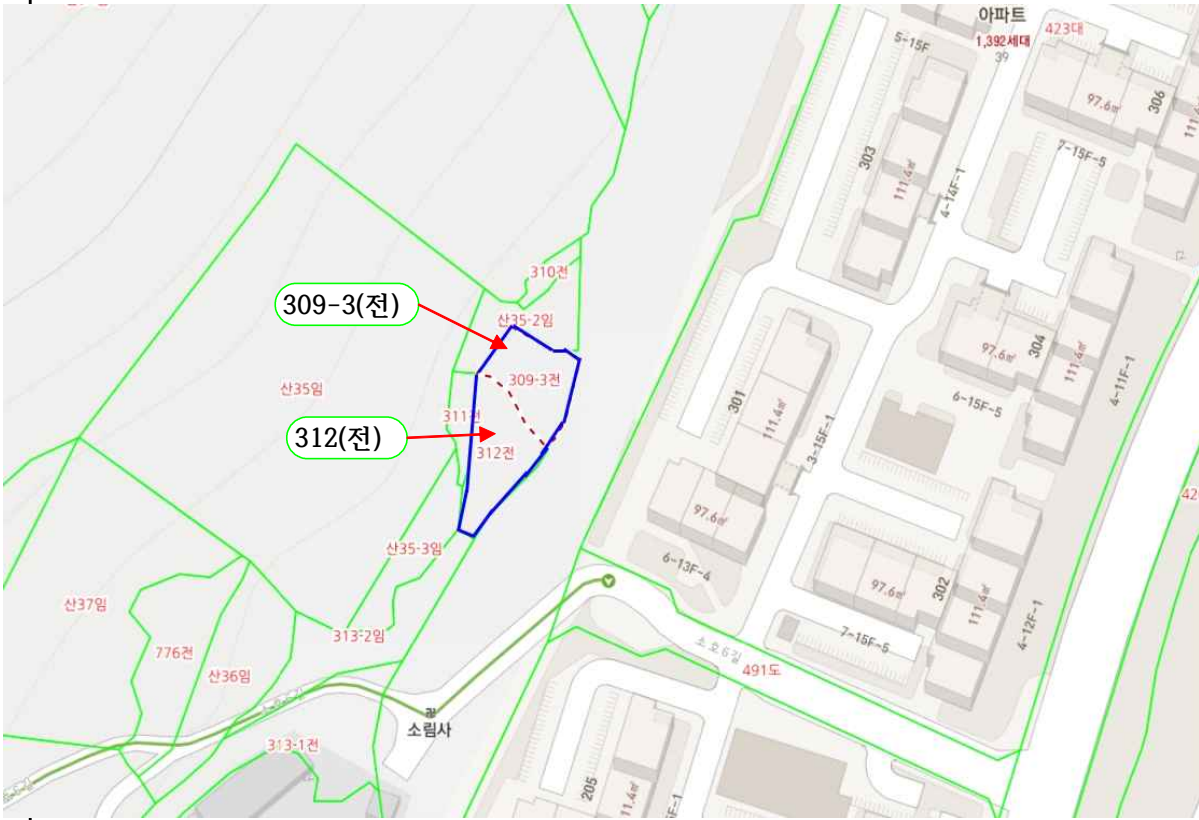 아파트
1,392세대
39
423대
5-15F
97.6㎡
306
7-15F-5
303
111.4㎡
4-14F-1
310전
309-3(전)
산35-2임
309-3전
산35임
311전
312(전)
312전
301
111.4㎡
3-15F-1
97.6㎡
304
111.4㎡
4-11F-1
6-15F-5
97.6㎡
6-13F-4
산35-3임
97.6㎡
302
111.4㎡
4-12F-1
7-15F-5
산37임
776전
산36임
313-2임
소호6길
491도
소림사
313-1전
205
111.4㎡